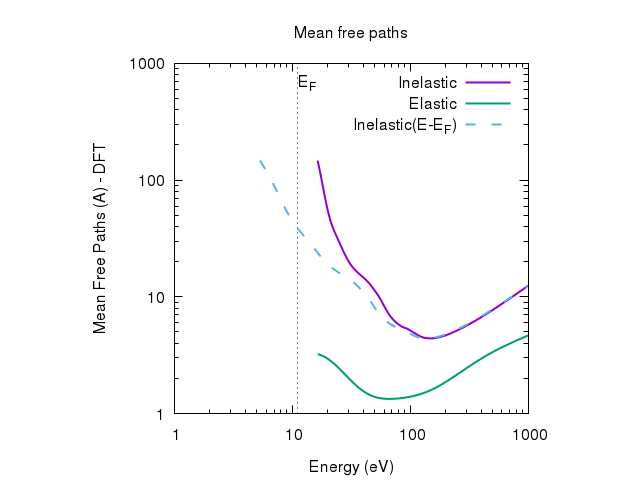 Mean free paths
1000
100
10
1
Mean Free Paths (A) - DFT
E_F
Inelastic
Elastic
Inelastic(E-E_F)
1 10 100 1000
Energy (eV)